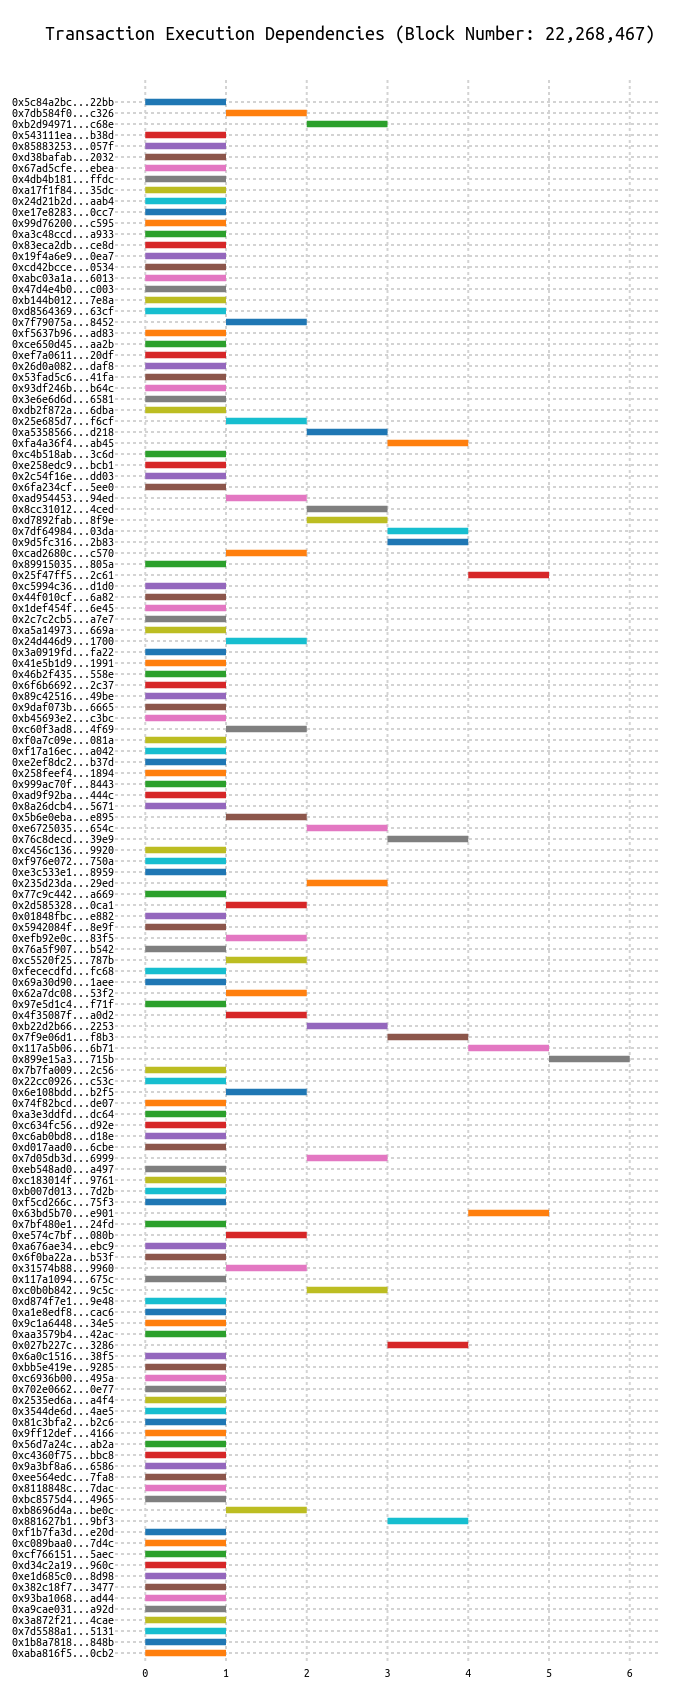 Transaction Execution Dependencies (Block Number: 22,268,467)
0x5c84a2bc...22bb
0x7db584f0...c326
0xb2d94971...c68e
0x543111ea...b38d
0x85883253...057f
0xd38bafab...2032
0x67ad5cfe...ebea
0x4db4b181...ffdc
0xa17f1f84...35dc
0x24d21b2d...aab4
0xe17e8283...0cc7
0x99d76200...c595
0xa3c48ccd...a933
0x83eca2db...ce8d
0x19f4a6e9...0ea7
0xcd42bcce...0534
0xabc03a1a...6013
0x47d4e4b0...c003
0xb144b012...7e8a
0xd8564369...63cf
0x7f79075a...8452
0xf5637b96...ad83
0xce650d45...aa2b
0xef7a0611...20df
0x26d0a082...daf8
0x53fad5c6...41fa
0x93df246b...b64c
0x3e6e6d6d...6581
0xdb2f872a...6dba
0x25e685d7...f6cf
0xa5358566...d218
0xfa4a36f4...ab45
0xc4b518ab...3c6d
0xe258edc9...bcb1
0x2c54f16e...dd03
0x6fa234cf...5ee0
0xad954453...94ed
0x8cc31012...4ced
0xd7892fab...8f9e
0x7df64984...03da
0x9d5fc316...2b83
0xcad2680c...c570
0x89915035...805a
0x25f47ff5...2c61
0xc5994c36...d1d0
0x44f010cf...6a82
0x1def454f...6e45
0x2c7c2cb5...a7e7
0xa5a14973...669a
0x24d446d9...1700
0x3a0919fd...fa22
0x41e5b1d9...1991
0x46b2f435...558e
0x6f6b6692...2c37
0x89c42516...49be
0x9daf073b...6665
0xb45693e2...c3bc
0xc60f3ad8...4f69
0xf0a7c09e...081a
0xf17a16ec...a042
0xe2ef8dc2...b37d
0x258feef4...1894
0x999ac70f...8443
0xad9f92ba...444c
0x8a26dcb4...5671
0x5b6e0eba...e895
0xe6725035...654c
0x76c8decd...39e9
0xc456c136...9920
0xf976e072...750a
0xe3c533e1...8959
0x235d23da...29ed
0x77c9c442...a669
0x2d585328...0ca1
0x01848fbc...e882
0x5942084f...8e9f
0xefb92e0c...83f5
0x76a5f907...b542
0xc5520f25...787b
0xfececdfd...fc68
0x69a30d90...1aee
0x62a7dc08...53f2
0x97e5d1c4...f71f
0x4f35087f...a0d2
0xb22d2b66...2253
0x7f9e06d1...f8b3
0x117a5b06...6b71
0x899e15a3...715b
0x7b7fa009...2c56
0x22cc0926...c53c
0x6e108bdd...b2f5
0x74f82bcd...de07
0xa3e3ddfd...dc64
0xc634fc56...d92e
0xc6ab0bd8...d18e
0xd017aad0...6cbe
0x7d05db3d...6999
0xeb548ad0...a497
0xc183014f...9761
0xb007d013...7d2b
0xf5cd266c...75f3
0x63bd5b70...e901
0x7bf480e1...24fd
0xe574c7bf...080b
0xa676ae34...ebc9
0x6f0ba22a...b53f
0x31574b88...9960
0x117a1094...675c
0xc0b0b842...9c5c
0xd874f7e1...9e48
0xa1e8edf8...cac6
0x9c1a6448...34e5
0xaa3579b4...42ac
0x027b227c...3286
0x6a0c1516...38f5
0xbb5e419e...9285
0xc6936b00...495a
0x702e0662...0e77
0x2535ed6a...a4f4
0x3544de6d...4ae5
0x81c3bfa2...b2c6
0x9ff12def...4166
0x56d7a24c...ab2a
0xc4360f75...bbc8
0x9a3bf8a6...6586
0xee564edc...7fa8
0x8118848c...7dac
0xbc8575d4...4965
0xb8696d4a...be0c
0x881627b1...9bf3
0xf1b7fa3d...e20d
0xc089baa0...7d4c
0xcf766151...5aec
0xd34c2a19...960c
0xe1d685c0...8d98
0x382c18f7...3477
0x93ba1068...ad44
0xa9cae031...a92d
0x3a872f21...4cae
0x7d5588a1...5131
0x1b8a7818...848b
0xaba816f5...0cb2
0 1 2 3 4 5 6